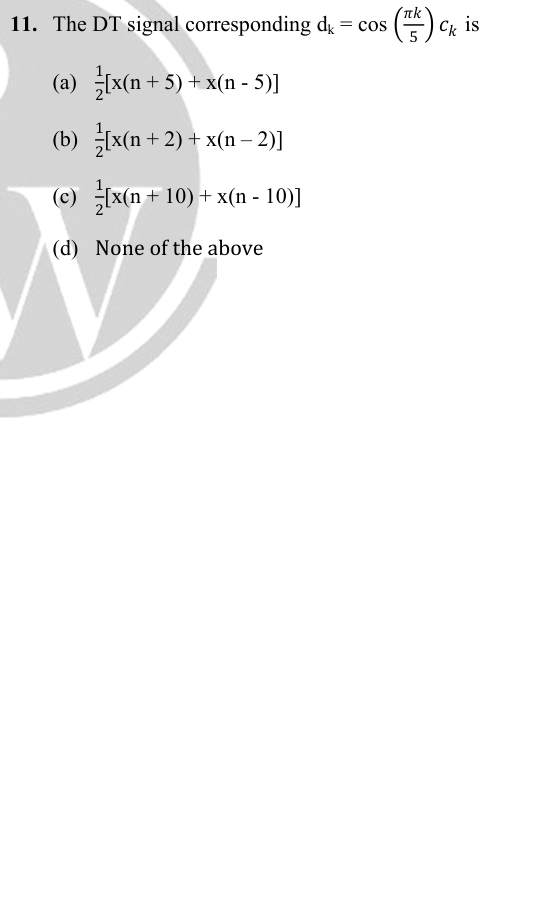 11. The DT signal corresponding dₖ = cos (πk/5) cₖ is
(a) 1/2[x(n + 5) + x(n - 5)]
(b) 1/2[x(n + 2) + x(n – 2)]
(c) 1/2[x(n + 10) + x(n - 10)]
(d) None of the above